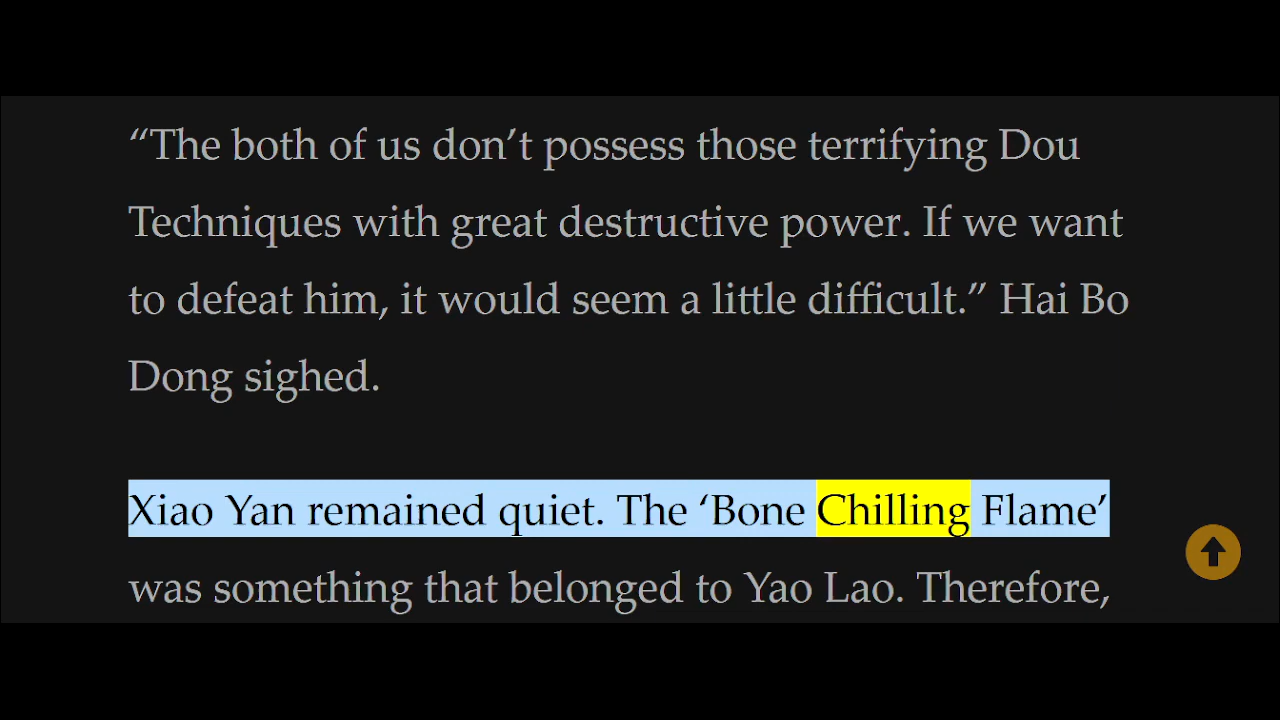 “The both of us don’t possess those terrifying Dou
Techniques with great destructive power. If we want
to defeat him, it would seem a little difficult.” Hai Bo
Dong sighed.
Xiao Yan remained quiet. The ‘Bone Chilling Flame’
was something that belonged to Yao Lao. Therefore,